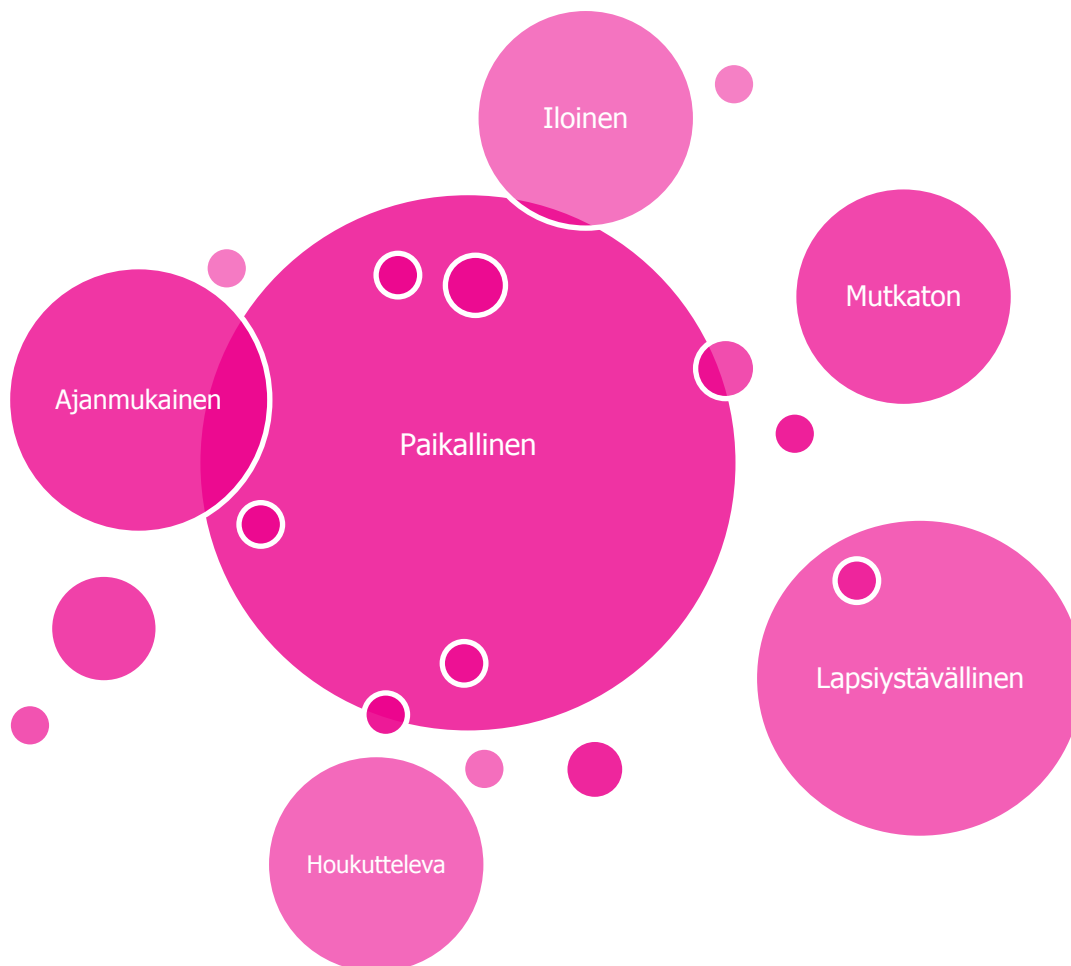 Iloinen
Mutkaton
Ajanmukainen
Paikallinen
Lapsiystävällinen
Houkutteleva